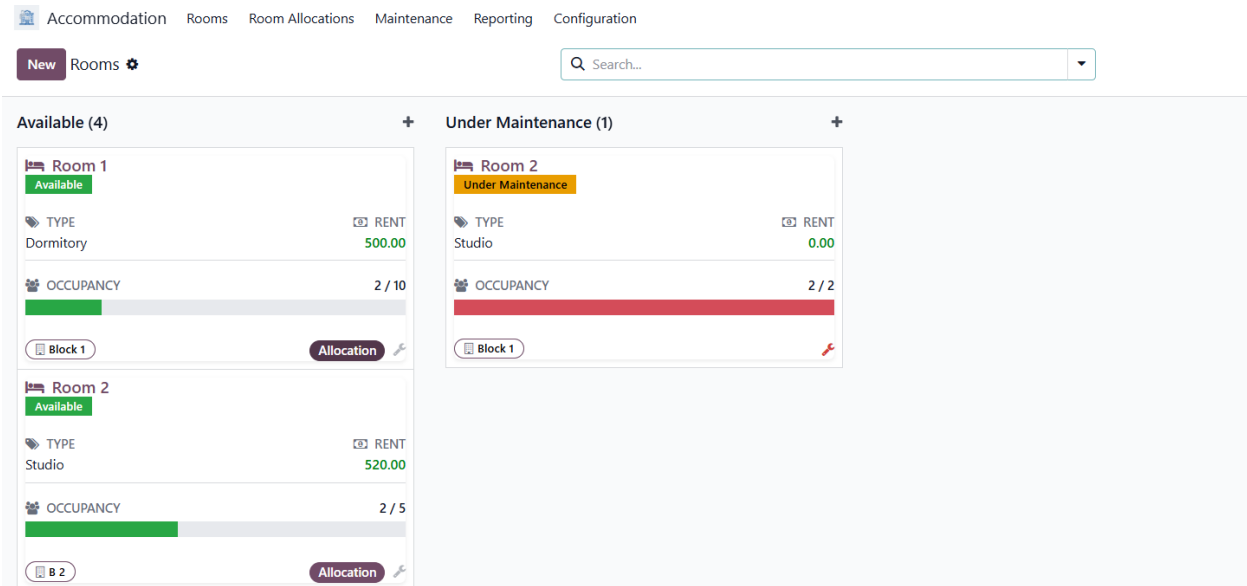 Accommodation Rooms Room Allocations Maintenance Reporting Configuration
New Rooms Search...
Available (4)
Room 1
Available
TYPE RENT
Dormitory 500.00
OCCUPANCY 2 / 10
Block 1 Allocation
Room 2
Available
TYPE RENT
Studio 520.00
OCCUPANCY 2 / 5
B 2 Allocation
Under Maintenance (1)
Room 2
Under Maintenance
TYPE RENT
Studio 0.00
OCCUPANCY 2 / 2
Block 1